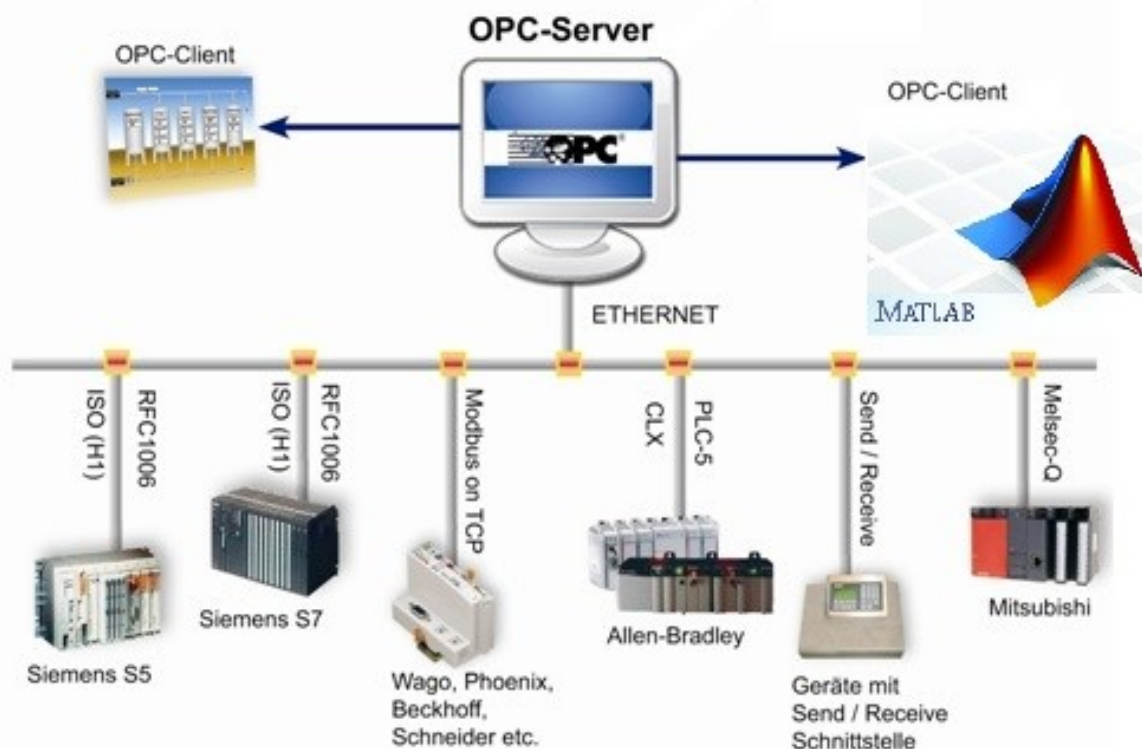 OPC-Server
OPC-Client
OPC®
OPC-Client
MATLAB
ETHERNET
RFC1006
ISO (H1)
RFC1006
ISO (H1)
Modbus on TCP
PLC-5
CLX
Send / Receive
Melsec-Q
Siemens S5
Siemens S7
Wago, Phoenix,
Beckhoff,
Schneider etc.
Allen-Bradley
Geräte mit
Send / Receive
Schnittstelle
Mitsubishi